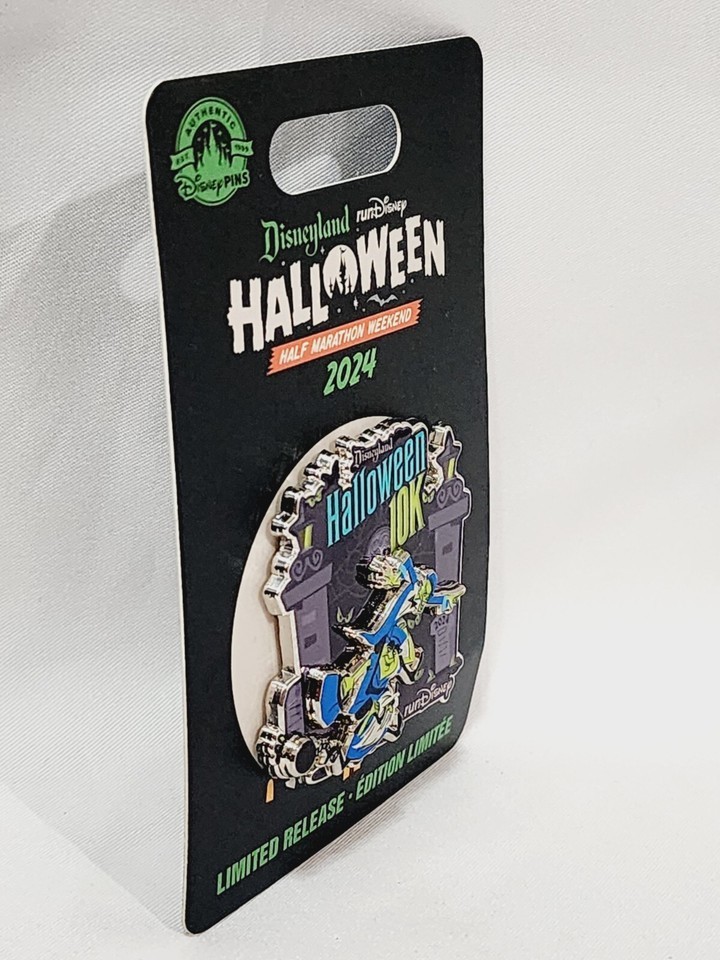 AUTHENTIC
EST. 1999
Disney PINS
Disneyland runDisney
HALLOWEEN
HALF MARATHON WEEKEND
2024
Disneyland
Halloween
10K
2024
runDisney
LIMITED RELEASE • ÉDITION LIMITÉE